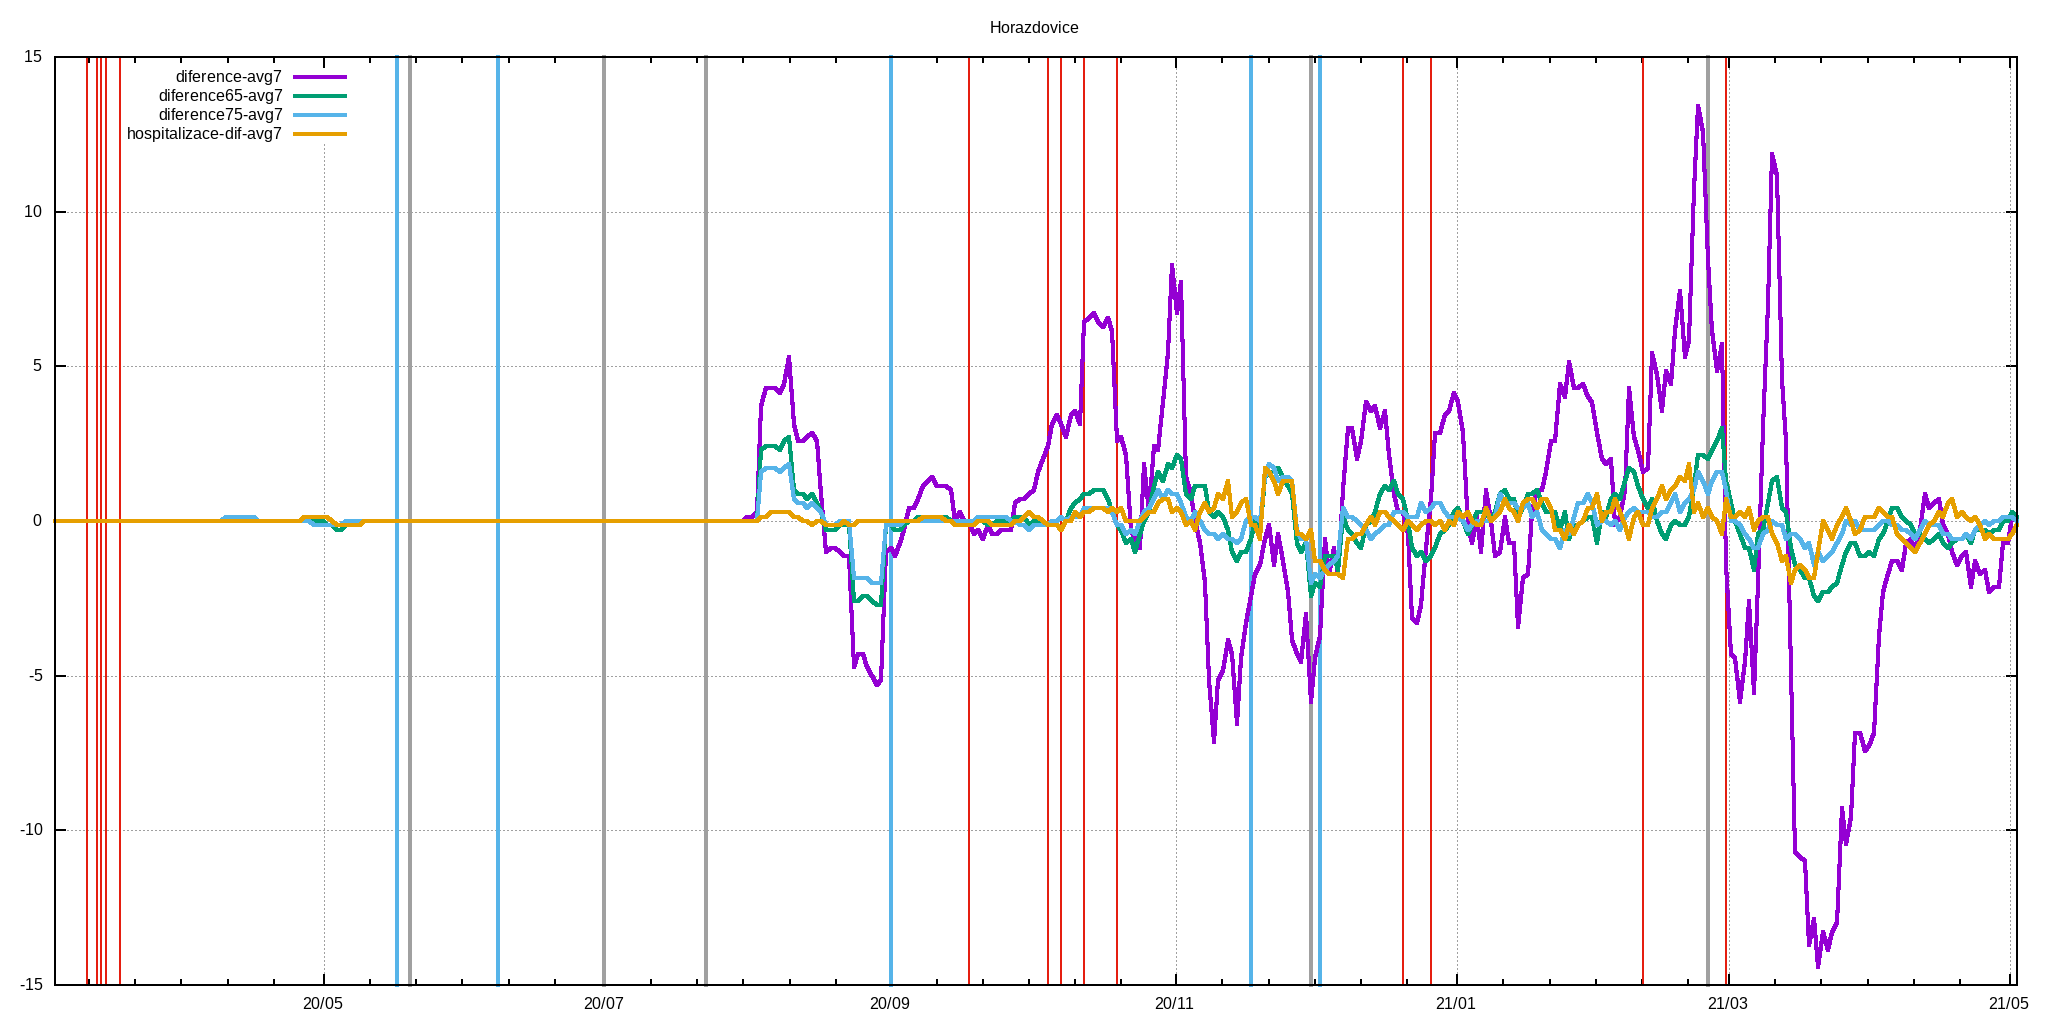 Horazdovice
15
10
5
0
-5
-10
-15
diference-avg7
diference65-avg7
diference75-avg7
hospitalizace-dif-avg7
20/05 20/07 20/09 20/11 21/01 21/03 21/05